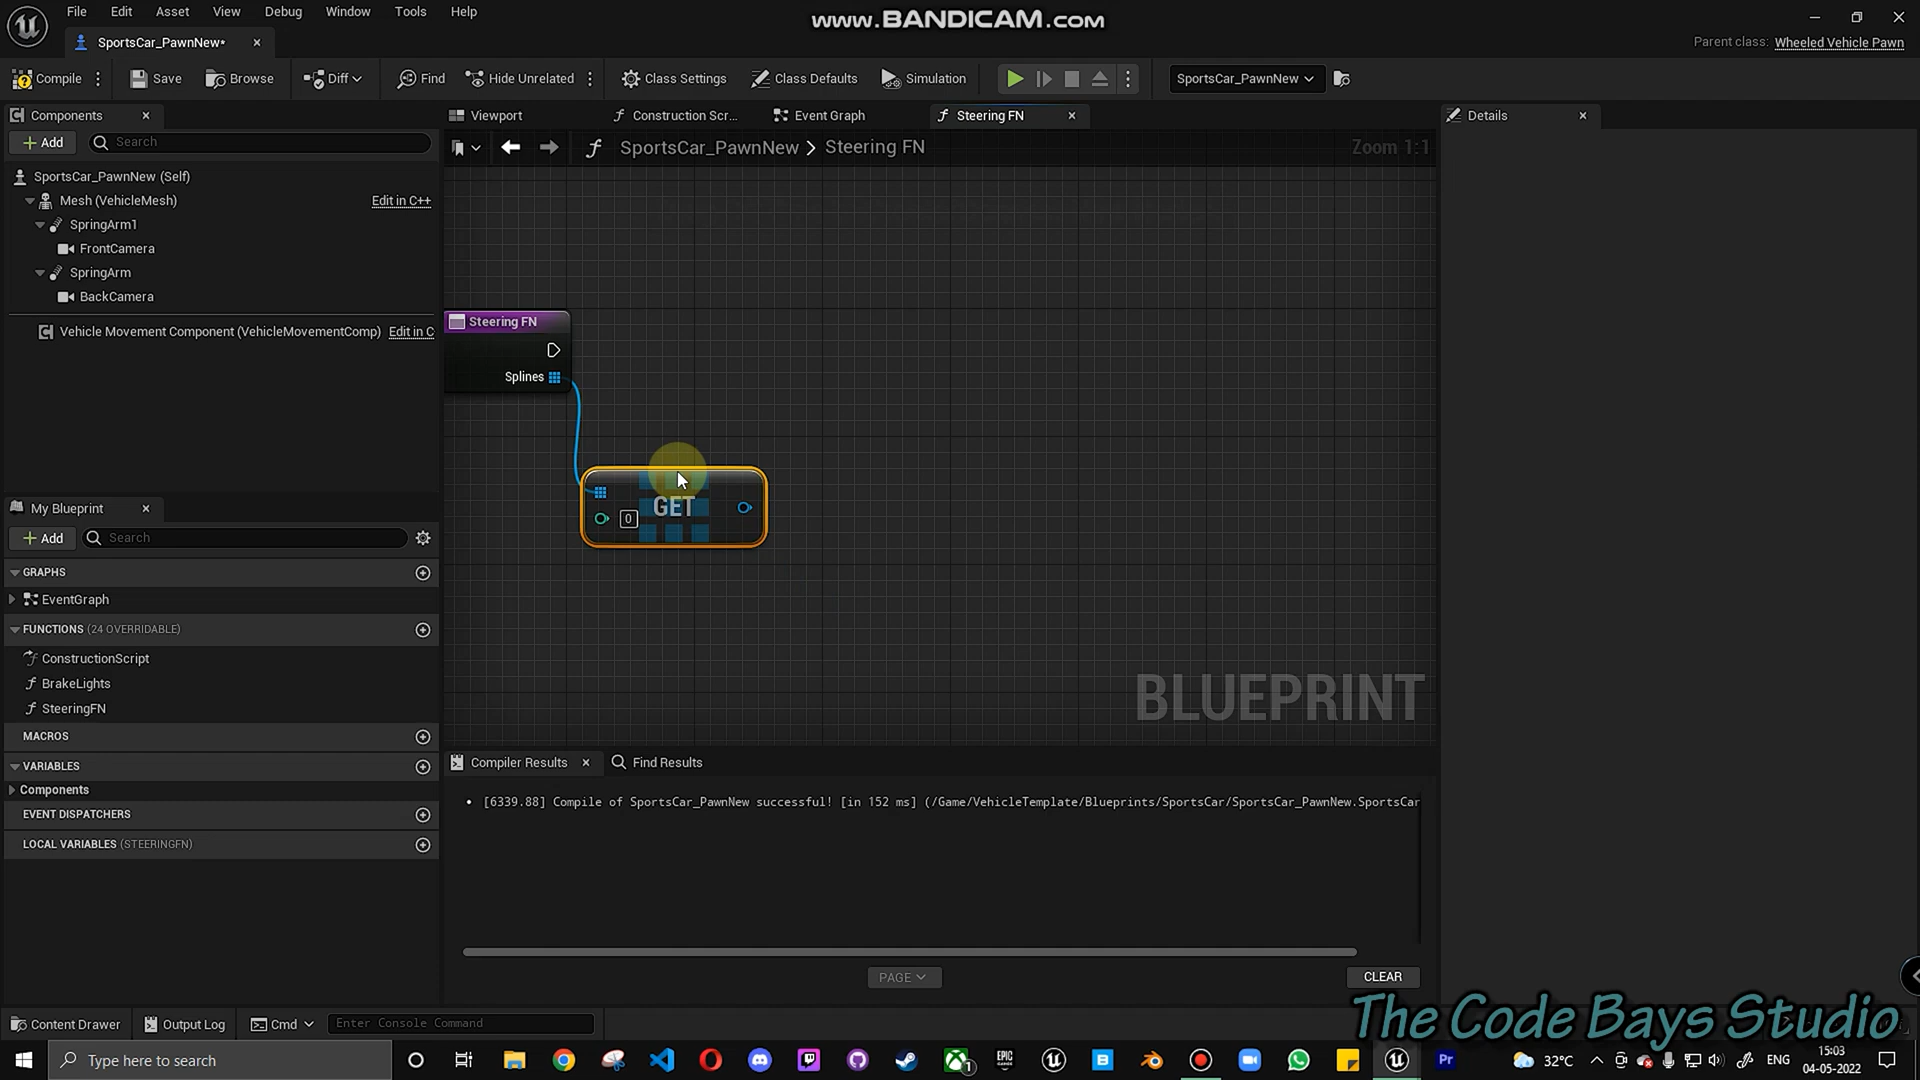 File Edit Asset View Debug Window Tools Help
www.BANDICAM.com
SportsCar_PawnNew*
Parent class: Wheeled Vehicle Pawn
Compile Save Browse Diff Find Hide Unrelated Class Settings Class Defaults Simulation SportsCar_PawnNew
Components
Add Search
SportsCar_PawnNew (Self)
Mesh (VehicleMesh) Edit in C++
SpringArm1
FrontCamera
SpringArm
BackCamera
Vehicle Movement Component (VehicleMovementComp) Edit in C
My Blueprint
Add Search
GRAPHS
EventGraph
FUNCTIONS (24 OVERRIDABLE)
ConstructionScript
BrakeLights
SteeringFN
MACROS
VARIABLES
Components
EVENT DISPATCHERS
LOCAL VARIABLES (STEERINGFN)
Viewport Construction Scr... Event Graph Steering FN
SportsCar_PawnNew > Steering FN Zoom 1:1
Steering FN
Splines
GET
0
BLUEPRINT
Compiler Results Find Results
[6339.88] Compile of SportsCar_PawnNew successful! [in 152 ms] (/Game/VehicleTemplate/Blueprints/SportsCar/SportsCar_PawnNew.SportsCar
PAGE CLEAR
Details
Content Drawer Output Log Cmd Enter Console Command
The Code Bays Studio
Type here to search
EPIC GAMES
1
B
Pr
32°C
ENG
15:03
04-05-2022